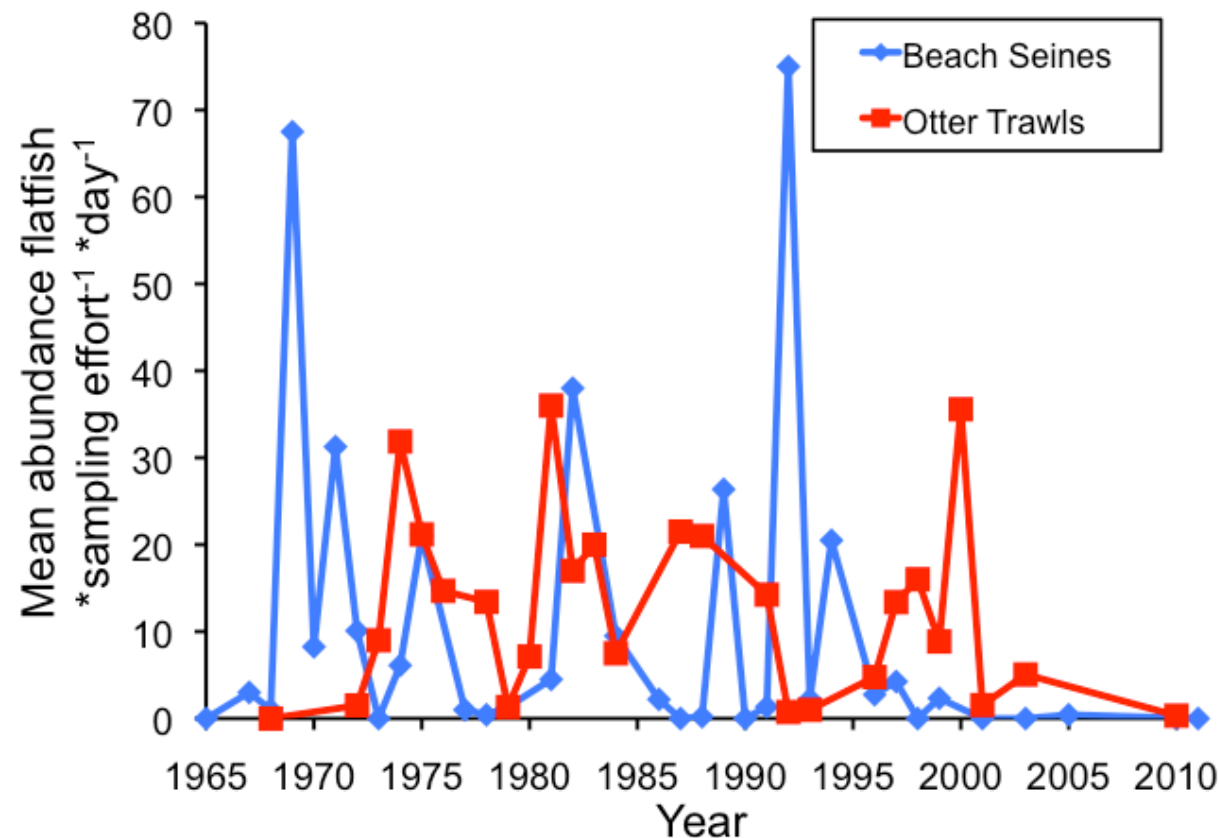 Mean abundance flatfish
*sampling effort⁻¹ *day⁻¹
80
70
60
50
40
30
20
10
0
Beach Seines
Otter Trawls
1965 1970 1975 1980 1985 1990 1995 2000 2005 2010
Year